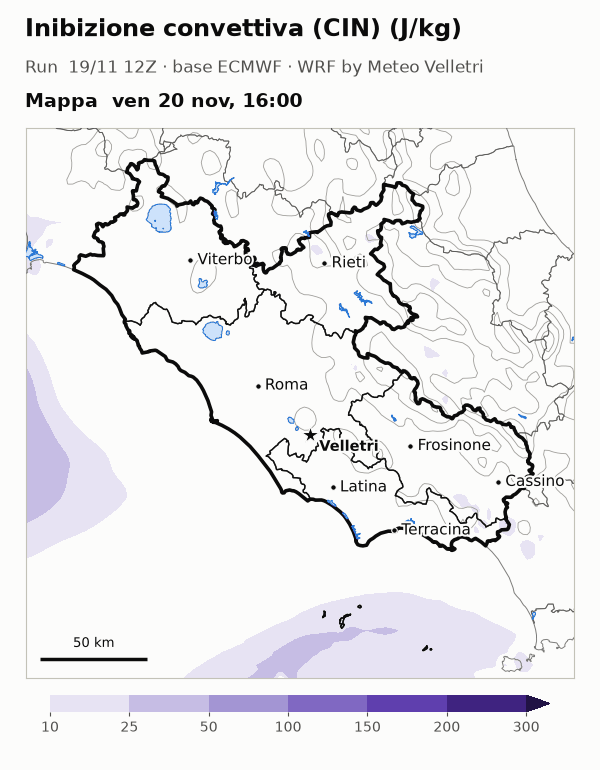 Inibizione convettiva (CIN) (J/kg)
Run  19/11 12Z · base ECMWF · WRF by Meteo Velletri
Mappa  ven 20 nov, 16:00
Viterbo
Rieti
Roma
Velletri
Frosinone
Cassino
Latina
Terracina
50 km
10 25 50 100 150 200 300